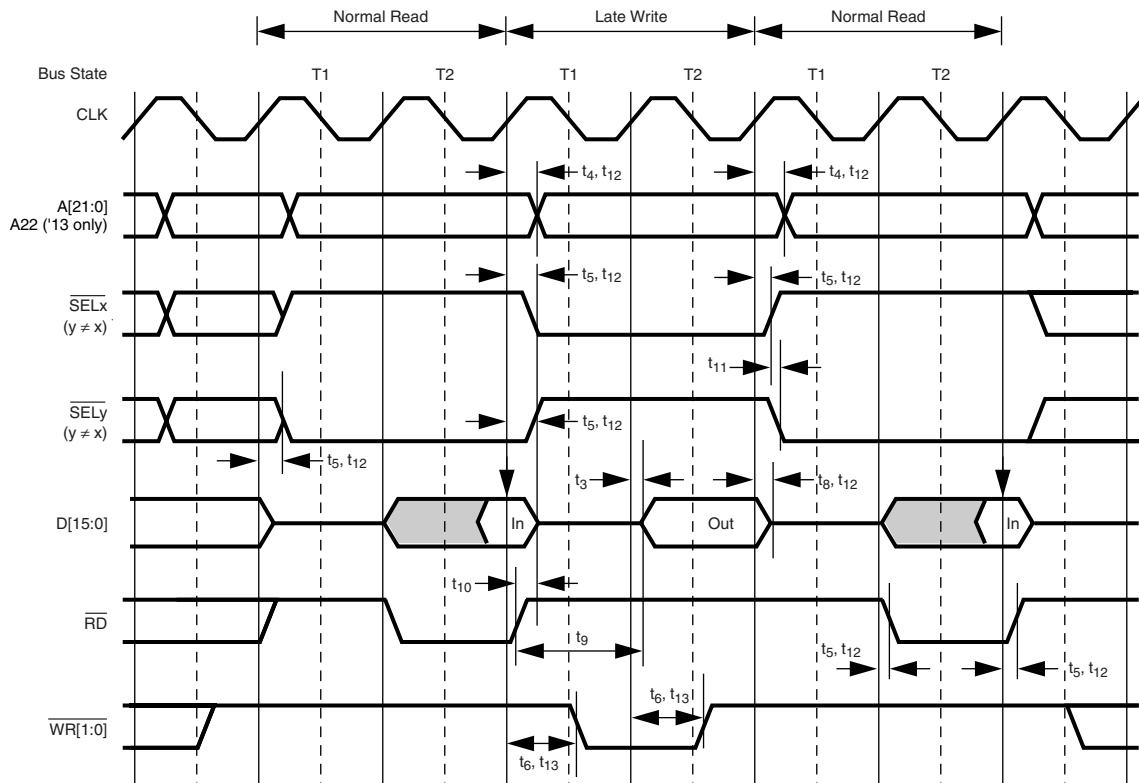 Normal Read Late Write Normal Read
Bus State T1 T2 T1 T2 T1 T2
CLK
t4, t12 t4, t12
A[21:0]
A22 ('13 only)
t5, t12 t5, t12
SELx
(y ≠ x)
t11
SELy
(y ≠ x)
t5, t12
t5, t12
t3 t8, t12
D[15:0] In Out In
t10
RD
t9
t5, t12 t5, t12
t6, t13
WR[1:0]
t6, t13